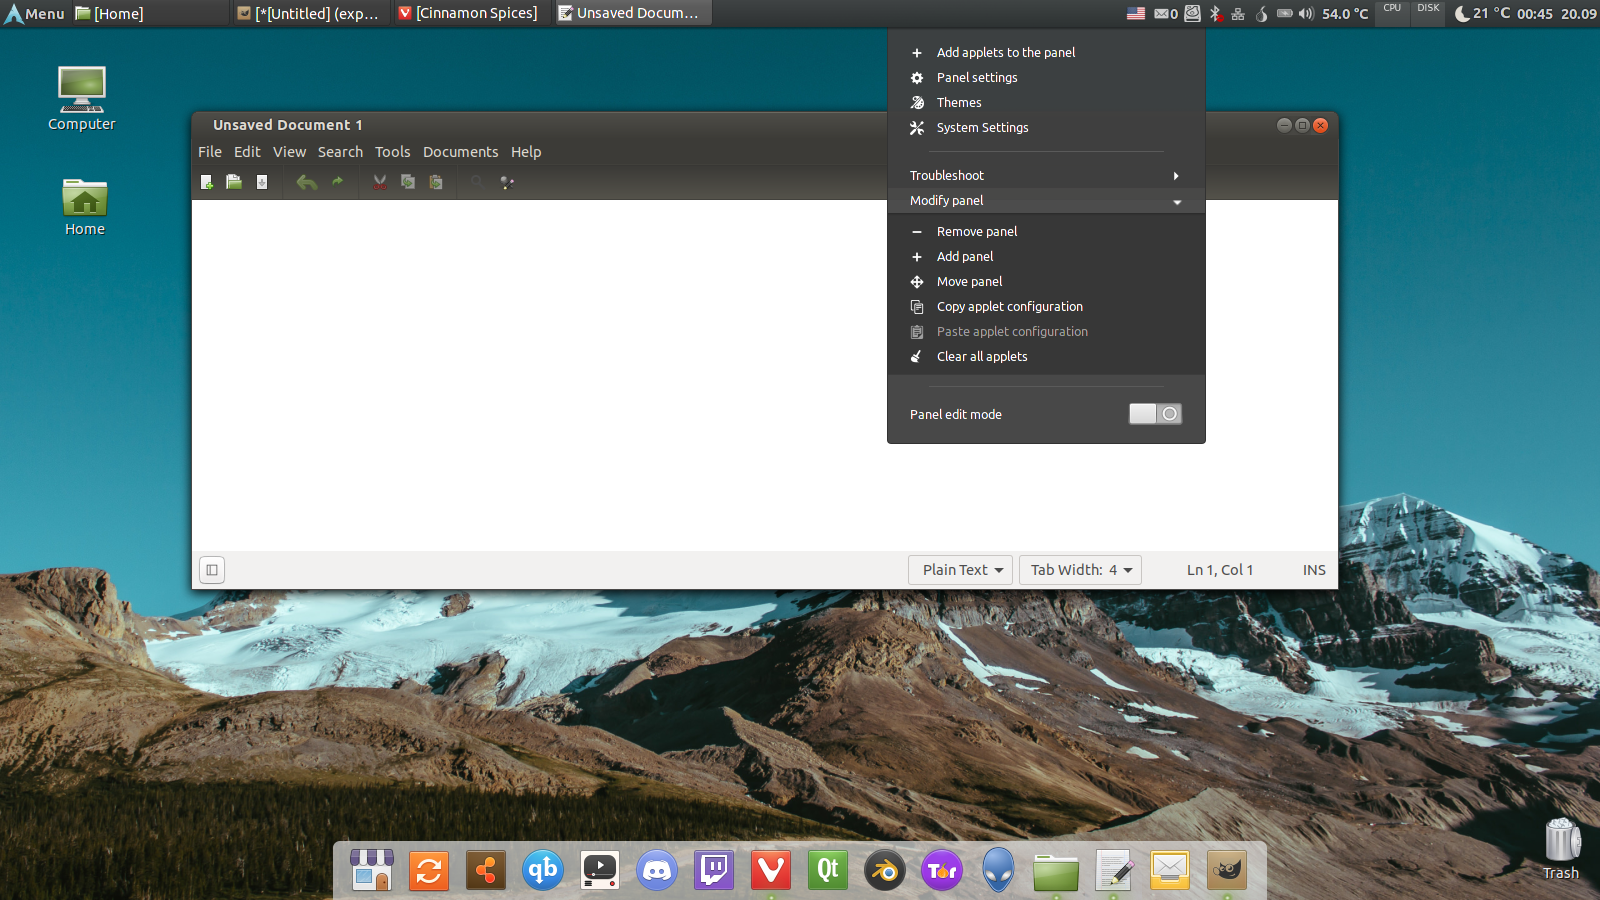 Menu [Home] [*[Untitled] (exp... [Cinnamon Spices] Unsaved Docum... 0 54.0 °C CPU DISK 21 °C 00:45 20.09
Computer
Home
Unsaved Document 1
File Edit View Search Tools Documents Help
Add applets to the panel
Panel settings
Themes
System Settings
Troubleshoot
Modify panel
Remove panel
Add panel
Move panel
Copy applet configuration
Paste applet configuration
Clear all applets
Panel edit mode
Plain Text Tab Width: 4 Ln 1, Col 1 INS
qb Qt Tor
Trash